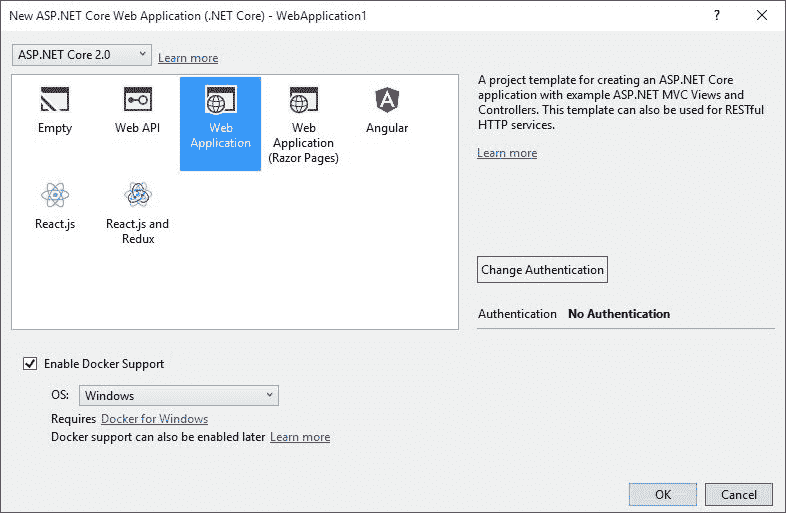 New ASP.NET Core Web Application (.NET Core) - WebApplication1
ASP.NET Core 2.0
Learn more
Empty
Web API
Web
Application
Web
Application
(Razor Pages)
Angular
React.js
React.js and
Redux
A project template for creating an ASP.NET Core
application with example ASP.NET MVC Views and
Controllers. This template can also be used for RESTful
HTTP services.
Learn more
Change Authentication
Authentication No Authentication
Enable Docker Support
OS: Windows
Requires Docker for Windows
Docker support can also be enabled later Learn more
OK Cancel